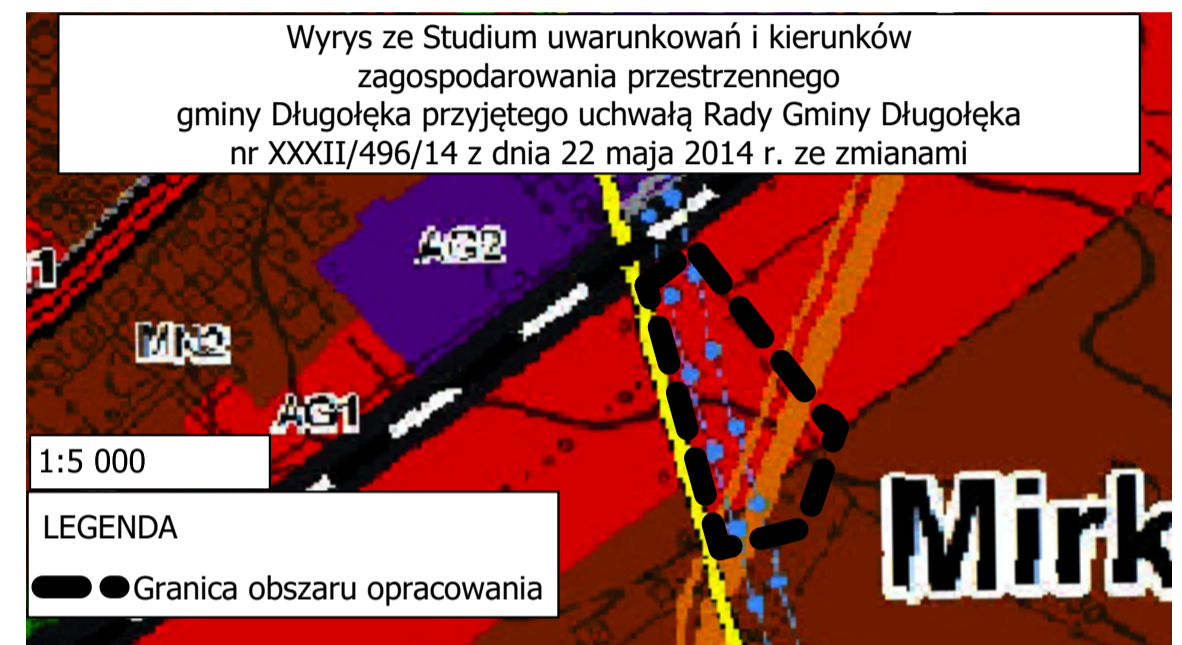 Wyrys ze Studium uwarunkowań i kierunków
zagospodarowania przestrzennego
gminy Długołęka przyjętego uchwałą Rady Gminy Długołęka
nr XXXII/496/14 z dnia 22 maja 2014 r. ze zmianami
AG2
MN2
AG1
1:5 000
Mirk
LEGENDA
Granica obszaru opracowania